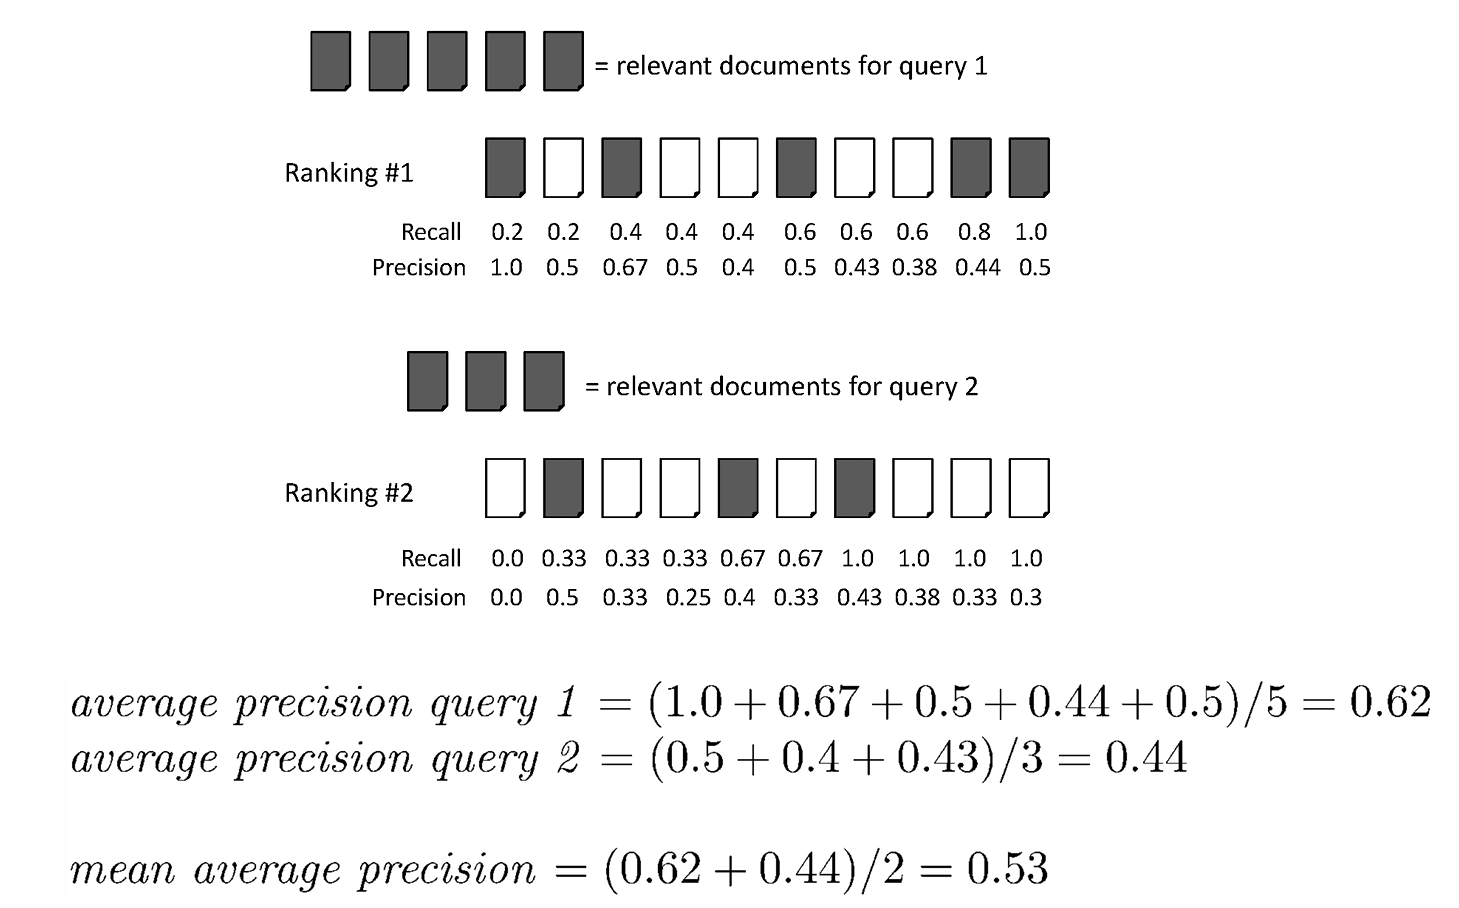 = relevant documents for query 1
Ranking #1
Recall 0.2 0.2 0.4 0.4 0.4 0.6 0.6 0.6 0.8 1.0
Precision 1.0 0.5 0.67 0.5 0.4 0.5 0.43 0.38 0.44 0.5
= relevant documents for query 2
Ranking #2
Recall 0.0 0.33 0.33 0.33 0.67 0.67 1.0 1.0 1.0 1.0
Precision 0.0 0.5 0.33 0.25 0.4 0.33 0.43 0.38 0.33 0.3
average precision query 1 = (1.0 + 0.67 + 0.5 + 0.44 + 0.5)/5 = 0.62
average precision query 2 = (0.5 + 0.4 + 0.43)/3 = 0.44
mean average precision = (0.62 + 0.44)/2 = 0.53